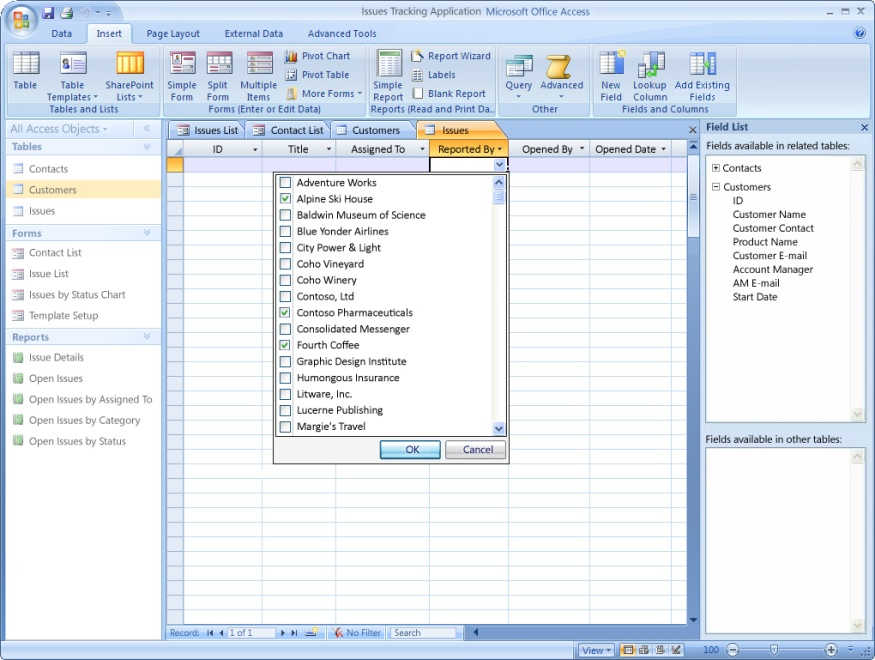 Issues Tracking Application Microsoft Office Access
Data Insert Page Layout External Data Advanced Tools
Table
Table Templates
SharePoint Lists
Tables and Lists
Simple Form
Split Form
Multiple Items
Pivot Chart
Pivot Table
More Forms
Forms (Enter or Edit Data)
Simple Report
Report Wizard
Labels
Blank Report
Reports (Read and Print Da...
Query
Advanced
Other
New Field
Lookup Column
Add Existing Fields
Fields and Columns
All Access Objects
Tables
Contacts
Customers
Issues
Forms
Contact List
Issue List
Issues by Status Chart
Template Setup
Reports
Issue Details
Open Issues
Open Issues by Assigned To
Open Issues by Category
Open Issues by Status
Issues List Contact List Customers Issues
ID Title Assigned To Reported By Opened By Opened Date
Adventure Works
Alpine Ski House
Baldwin Museum of Science
Blue Yonder Airlines
City Power & Light
Coho Vineyard
Coho Winery
Contoso, Ltd
Contoso Pharmaceuticals
Consolidated Messenger
Fourth Coffee
Graphic Design Institute
Humongous Insurance
Litware, Inc.
Lucerne Publishing
Margie's Travel
OK Cancel
Field List
Fields available in related tables:
Contacts
Customers
ID
Customer Name
Customer Contact
Product Name
Customer E-mail
Account Manager
AM E-mail
Start Date
Fields available in other tables:
Record: 1 of 1 No Filter Search
View 100